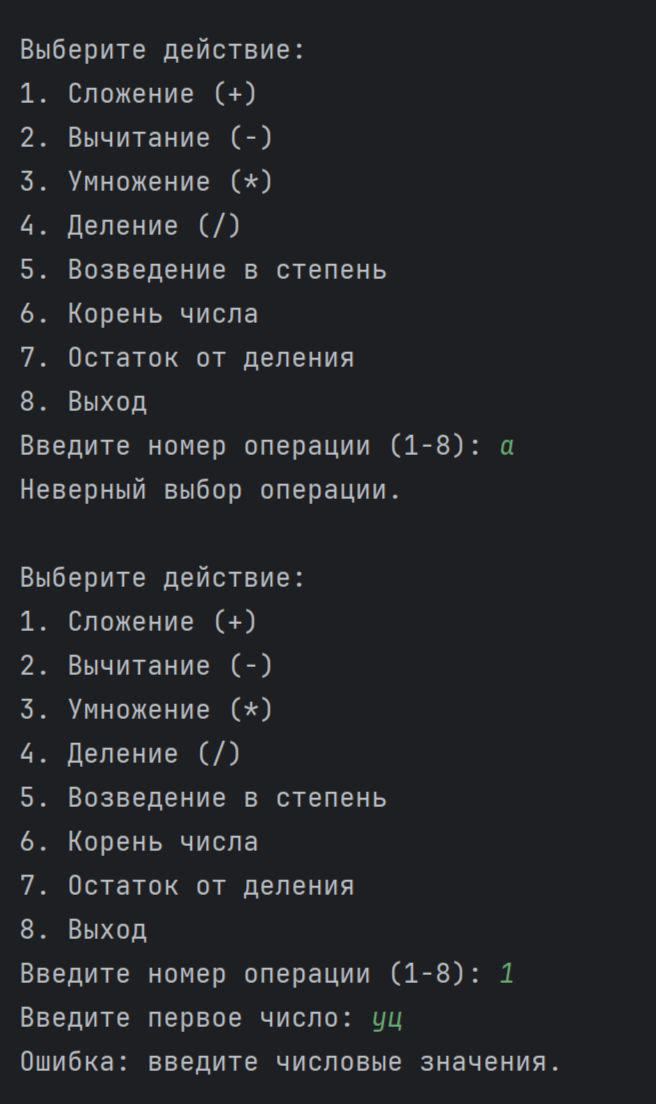 Выберите действие:
1. Сложение (+)
2. Вычитание (-)
3. Умножение (*)
4. Деление (/)
5. Возведение в степень
6. Корень числа
7. Остаток от деления
8. Выход
Введите номер операции (1-8): а
Неверный выбор операции.

Выберите действие:
1. Сложение (+)
2. Вычитание (-)
3. Умножение (*)
4. Деление (/)
5. Возведение в степень
6. Корень числа
7. Остаток от деления
8. Выход
Введите номер операции (1-8): 1
Введите первое число: уц
Ошибка: введите числовые значения.